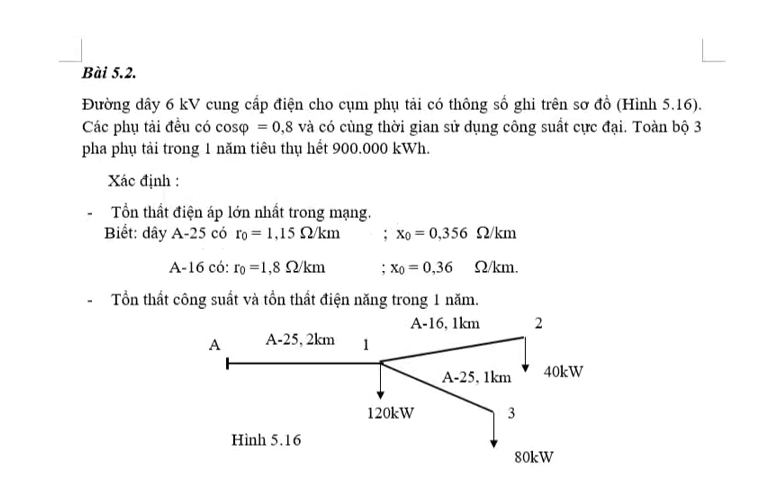 Bài 5.2.
Đường dây 6 kV cung cấp điện cho cụm phụ tải có thông số ghi trên sơ đồ (Hình 5.16).
Các phụ tải đều có cosφ = 0,8 và có cùng thời gian sử dụng công suất cực đại. Toàn bộ 3
pha phụ tải trong 1 năm tiêu thụ hết 900.000 kWh.
Xác định :
- Tổn thất điện áp lớn nhất trong mạng.
Biết: dây A-25 có r₀ = 1,15 Ω/km ; x₀ = 0,356 Ω/km
A-16 có: r₀ =1,8 Ω/km ; x₀ = 0,36 Ω/km.
- Tổn thất công suất và tổn thất điện năng trong 1 năm.
A-16, 1km 2
A A-25, 2km 1
A-25, 1km 40kW
120kW 3
Hình 5.16
80kW